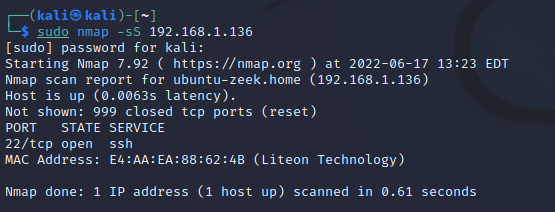 ┌──(kali㉿kali)-[~]
└─$ sudo nmap -sS 192.168.1.136
[sudo] password for kali:
Starting Nmap 7.92 ( https://nmap.org ) at 2022-06-17 13:23 EDT
Nmap scan report for ubuntu-zeek.home (192.168.1.136)
Host is up (0.0063s latency).
Not shown: 999 closed tcp ports (reset)
PORT   STATE SERVICE
22/tcp open  ssh
MAC Address: E4:AA:EA:88:62:4B (Liteon Technology)

Nmap done: 1 IP address (1 host up) scanned in 0.61 seconds